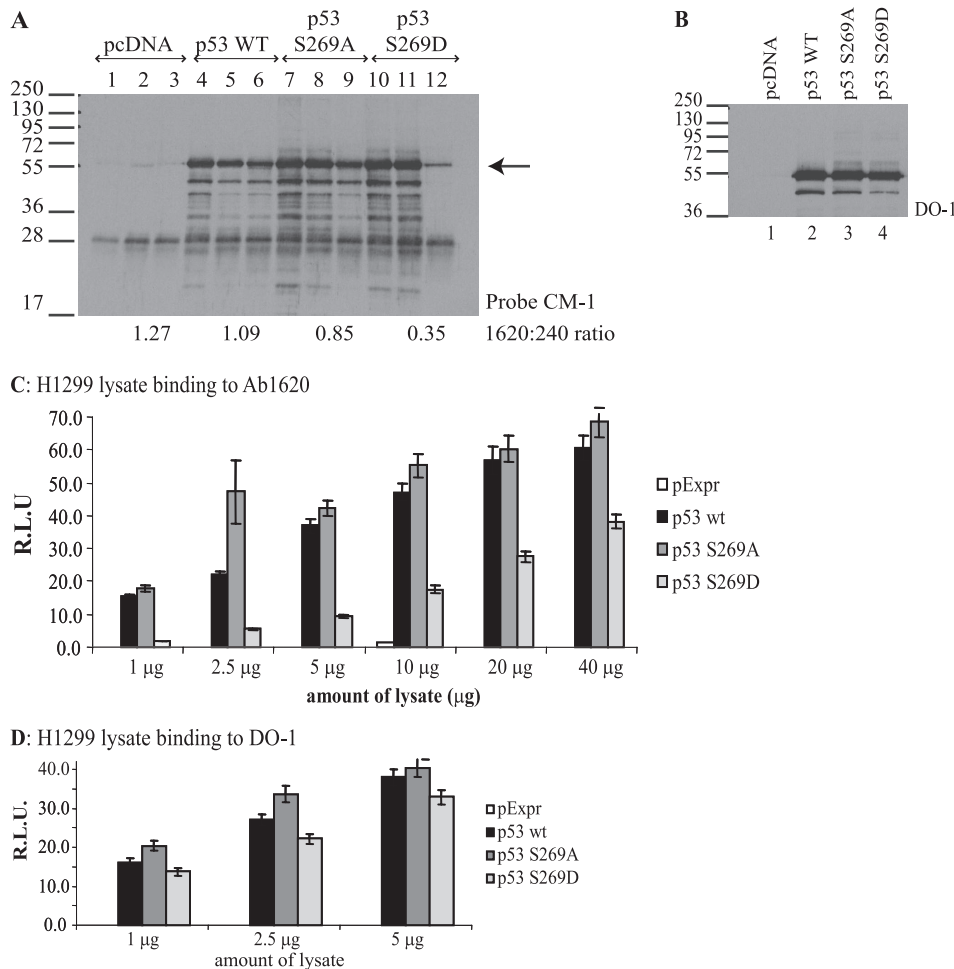 A
pcDNA
p53 WT
p53
S269A
p53
S269D
1 2 3 4 5 6 7 8 9 10 11 12
250
130
95
72
55
36
28
17
Probe CM-1
1.27 1.09 0.85 0.35 1620:240 ratio
B
pcDNA
p53 WT
p53 S269A
p53 S269D
250
130
95
72
55
36
DO-1
1 2 3 4
C: H1299 lysate binding to Ab1620
R.L.U
70.0
60.0
50.0
40.0
30.0
20.0
10.0
0.0
1 µg 2.5 µg 5 µg 10 µg 20 µg 40 µg
amount of lysate (µg)
pExpr
p53 wt
p53 S269A
p53 S269D
D: H1299 lysate binding to DO-1
R.L.U.
40.0
30.0
20.0
10.0
0.0
1 µg 2.5 µg 5 µg
amount of lysate
pExpr
p53 wt
p53 S269A
p53 S269D